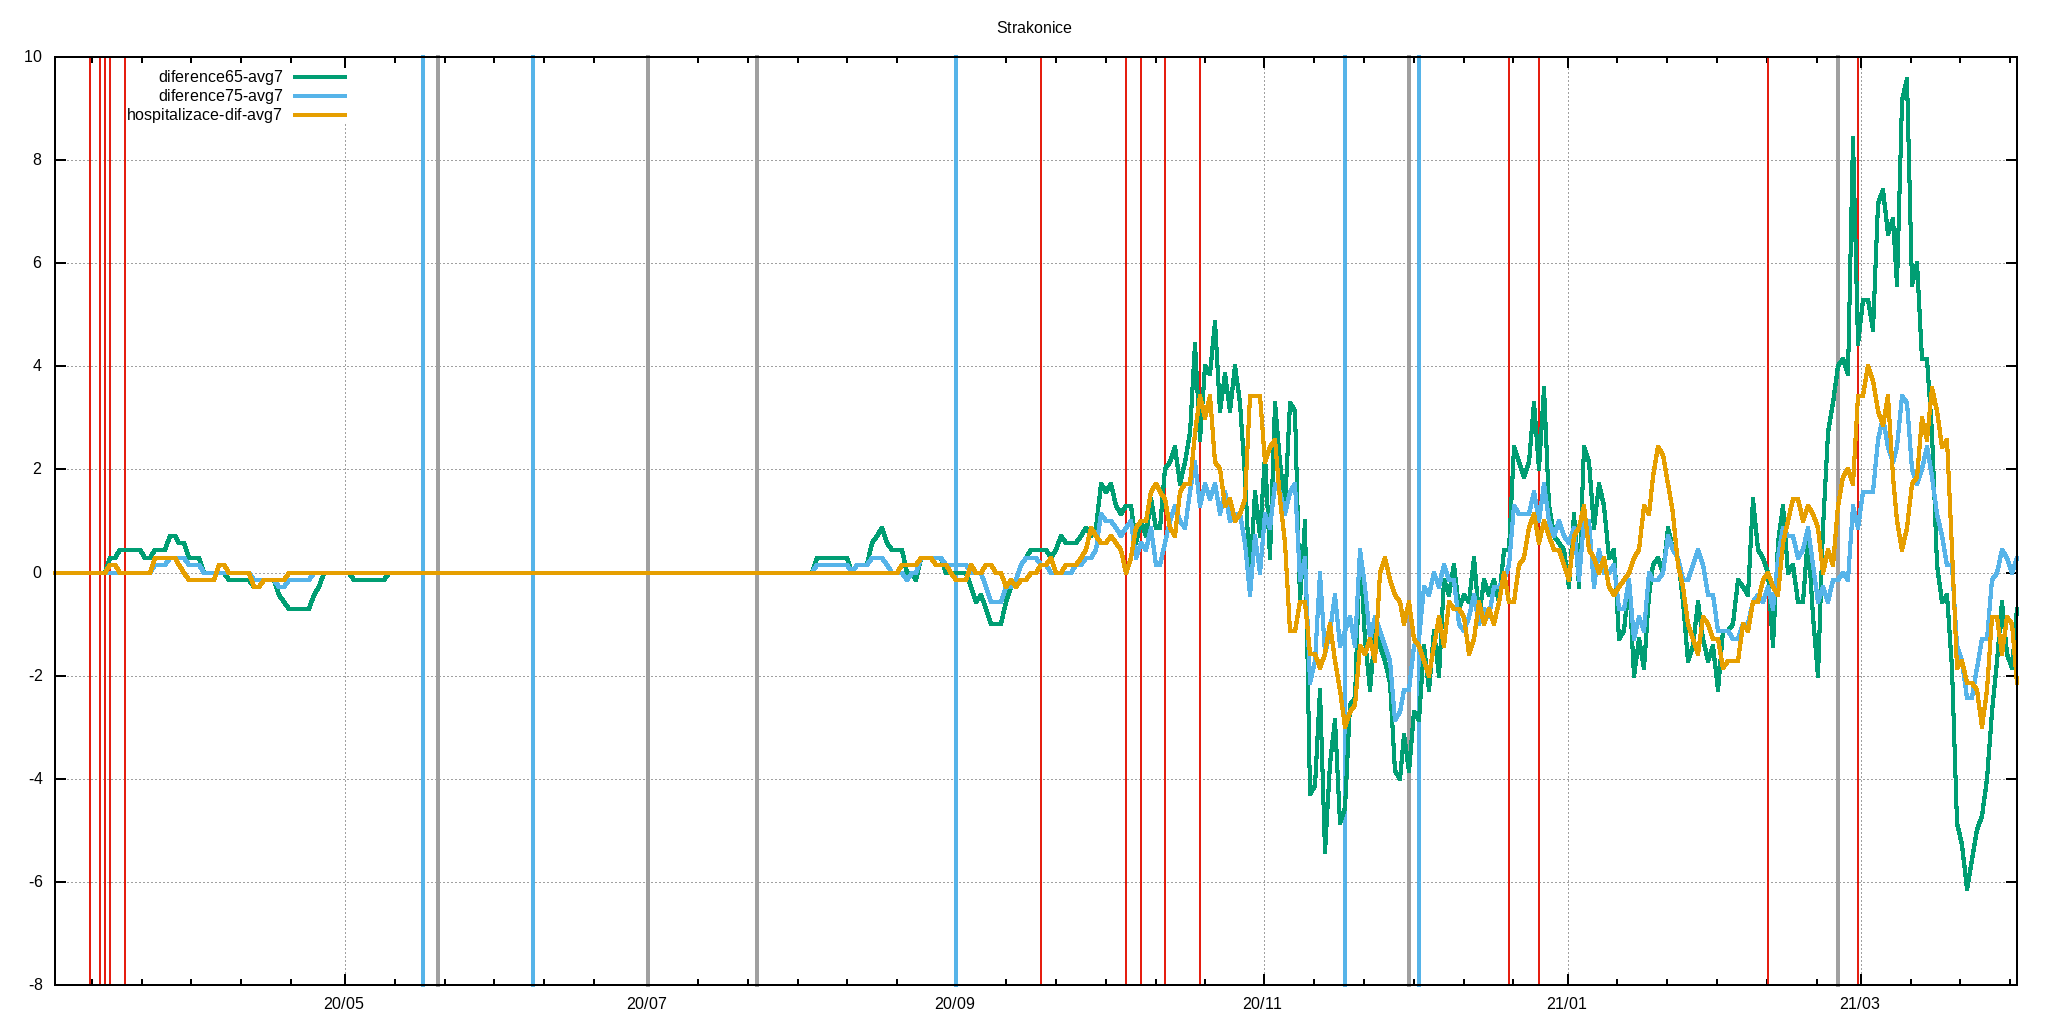 Strakonice
10
8
6
4
2
0
-2
-4
-6
-8
diference65-avg7
diference75-avg7
hospitalizace-dif-avg7
20/05 20/07 20/09 20/11 21/01 21/03